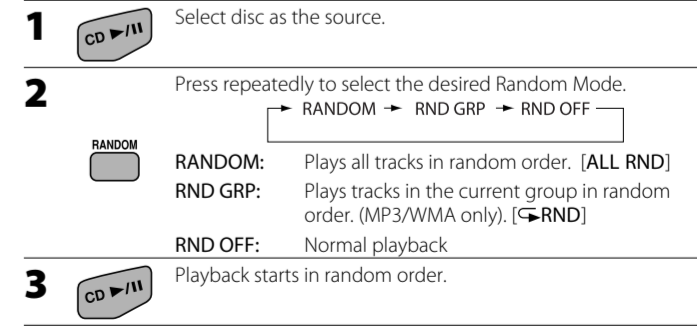 1
CD ►/II
Select disc as the source.
2
Press repeatedly to select the desired Random Mode.
RANDOM → RND GRP → RND OFF
RANDOM
RANDOM: Plays all tracks in random order. [ALL RND]
RND GRP: Plays tracks in the current group in random
order. (MP3/WMA only). [RND]
RND OFF: Normal playback
3
CD ►/II
Playback starts in random order.